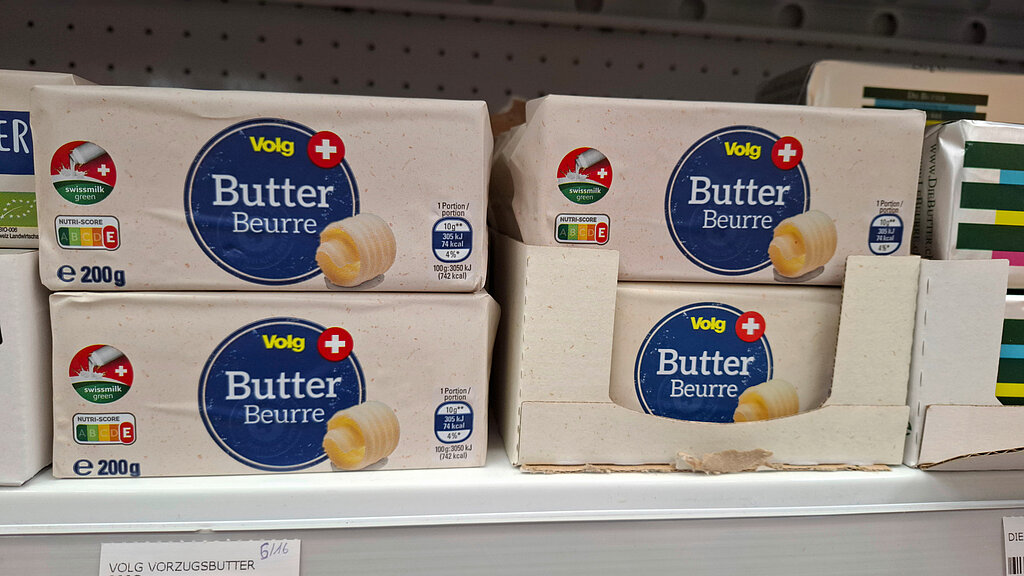 ER
Volg
Butter
Beurre
swissmilk
green
NUTRI-SCORE
A B C D E
e 200g
1 Portion /
portion
10g**
305 kJ
74 kcal
4%*
100g:3050 kJ
(742 kcal)
Volg
Butter
Beurre
swissmilk
green
NUTRI-SCORE
A B C D E
e 200g
1 Portion /
portion
10g**
305 kJ
74 kcal
4%*
100g:3050 kJ
(742 kcal)
Volg
Butter
Beurre
swissmilk
green
NUTRI-SCORE
A B C D E
1 Portion /
portion
10g**
305 kJ
74 kcal
4%*
Volg
Butter
Beurre
DIE BUTTER
VOLG VORZUGSBUTTER
6/16
DIE